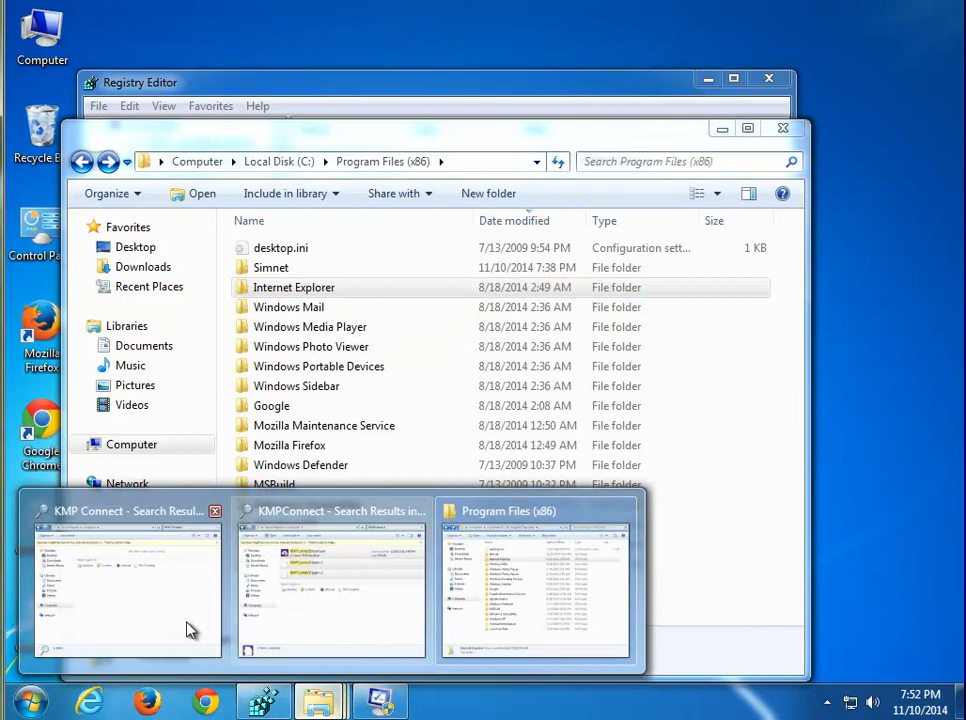 Computer
Registry Editor
File Edit View Favorites Help
Recycle B
Computer Local Disk (C:) Program Files (x86)
Search Program Files (x86)
Organize Open Include in library Share with New folder
Name Date modified Type Size
Favorites
Desktop
Downloads
Recent Places
Libraries
Documents
Music
Pictures
Videos
Computer
Network
Control Pa
Mozilla
Firefox
Google
Chrome
desktop.ini 7/13/2009 9:54 PM Configuration sett... 1 KB
Simnet 11/10/2014 7:38 PM File folder
Internet Explorer 8/18/2014 2:49 AM File folder
Windows Mail 8/18/2014 2:36 AM File folder
Windows Media Player 8/18/2014 2:36 AM File folder
Windows Photo Viewer 8/18/2014 2:36 AM File folder
Windows Portable Devices 8/18/2014 2:36 AM File folder
Windows Sidebar 8/18/2014 2:36 AM File folder
Google 8/18/2014 2:08 AM File folder
Mozilla Maintenance Service 8/18/2014 12:50 AM File folder
Mozilla Firefox 8/18/2014 12:49 AM File folder
Windows Defender 7/13/2009 10:37 PM File folder
MSBuild 7/13/2009 10:32 PM File folder
KMP Connect - Search Resul...
KMPConnect - Search Results in...
Program Files (x86)
7:52 PM
11/10/2014